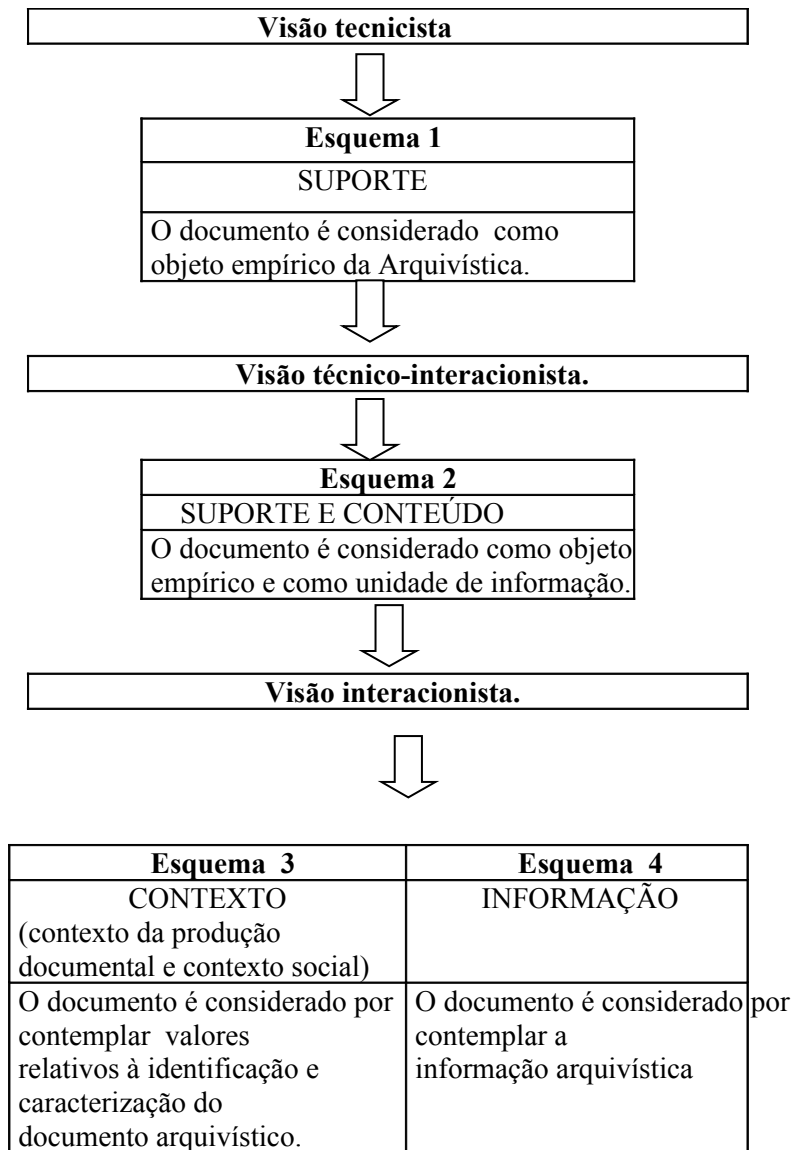 Visão tecnicista
Esquema 1
SUPORTE
O documento é considerado como
objeto empírico da Arquivística.
Visão técnico-interacionista.
Esquema 2
SUPORTE E CONTEÚDO
O documento é considerado como objeto
empírico e como unidade de informação.
Visão interacionista.
Esquema 3
CONTEXTO
(contexto da produção
documental e contexto social)
O documento é considerado por
contemplar valores
relativos à identificação e
caracterização do
documento arquivístico.
Esquema 4
INFORMAÇÃO
O documento é considerado por
contemplar a
informação arquivística